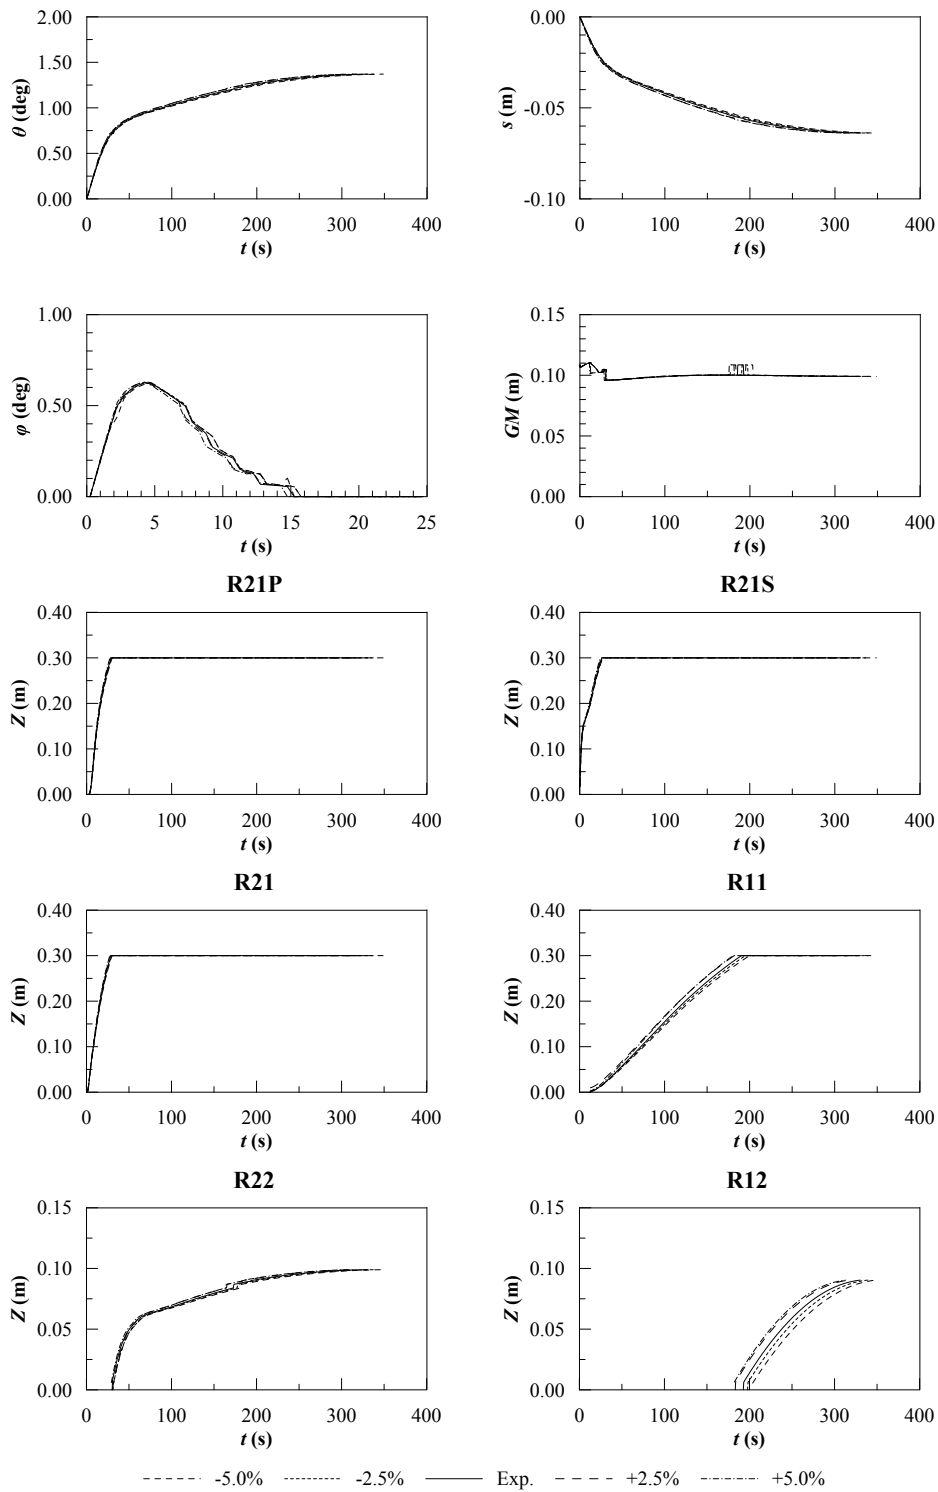 2.00
1.50
1.00
0.50
0.00
θ (deg)
0 100 200 300 400
t (s)
0.00
-0.05
-0.10
s (m)
0 100 200 300 400
t (s)
1.00
0.50
0.00
φ (deg)
0 5 10 15 21 25
t (s)
0.15
0.10
0.05
0.00
GM (m)
0 100 200 300 400
t (s)
R21P
0.40
0.30
0.20
0.10
0.00
Z (m)
0 100 200 300 400
t (s)
R21S
0.40
0.30
0.20
0.10
0.00
Z (m)
0 100 200 300 400
t (s)
R21
0.40
0.30
0.20
0.10
0.00
Z (m)
0 100 200 300 400
t (s)
R11
0.40
0.30
0.20
0.10
0.00
Z (m)
0 100 200 300 400
t (s)
R22
0.15
0.10
0.05
0.00
Z (m)
0 100 200 300 400
t (s)
R12
0.15
0.10
0.05
0.00
Z (m)
0 100 200 300 400
t (s)
-5.0% -2.5% Exp. +2.5% +5.0%